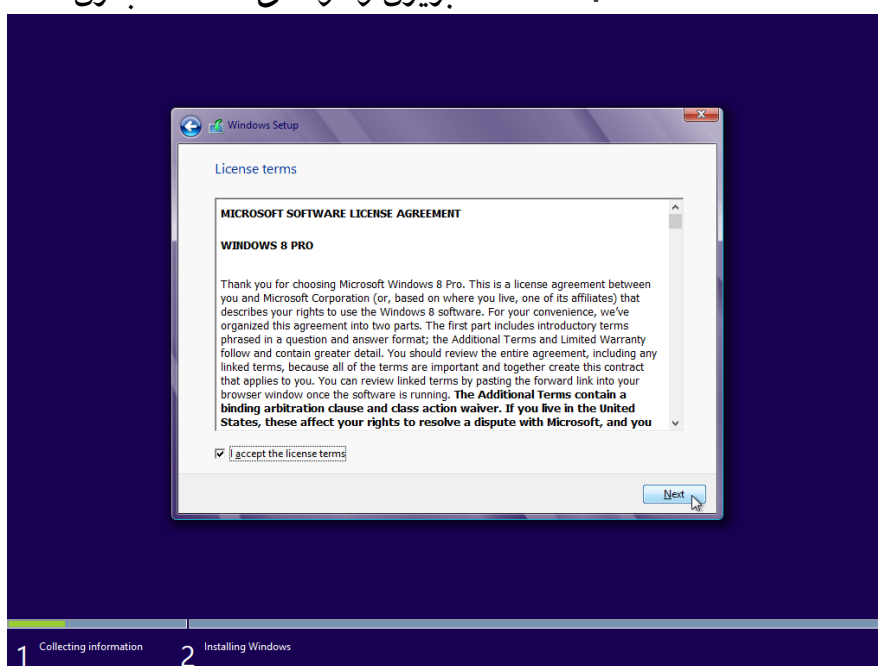 Windows Setup
License terms
MICROSOFT SOFTWARE LICENSE AGREEMENT
WINDOWS 8 PRO
Thank you for choosing Microsoft Windows 8 Pro. This is a license agreement between
you and Microsoft Corporation (or, based on where you live, one of its affiliates) that
describes your rights to use the Windows 8 software. For your convenience, we've
organized this agreement into two parts. The first part includes introductory terms
phrased in a question and answer format; the Additional Terms and Limited Warranty
follow and contain greater detail. You should review the entire agreement, including any
linked terms, because all of the terms are important and together create this contract
that applies to you. You can review linked terms by pasting the forward link into your
browser window once the software is running. The Additional Terms contain a
binding arbitration clause and class action waiver. If you live in the United
States, these affect your rights to resolve a dispute with Microsoft, and you
I accept the license terms
Next
1 Collecting information
2 Installing Windows